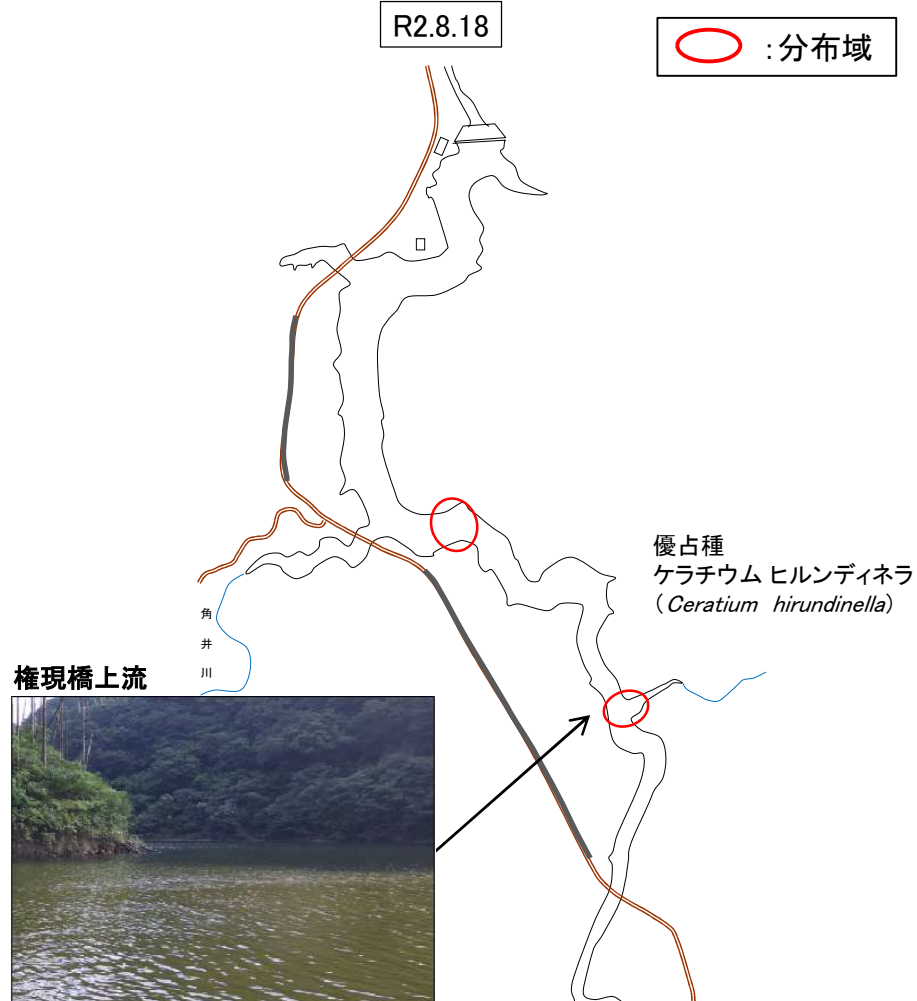 R2.8.18
:分布域
優占種
ケラチウム ヒルンディネラ
(Ceratium hirundinella)
角
井
川
権現橋上流